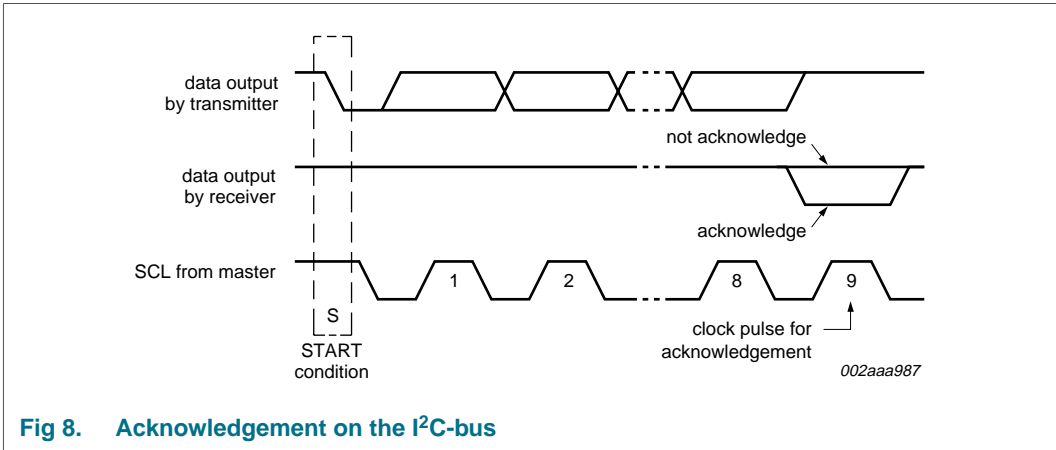 data output
by transmitter
not acknowledge
data output
by receiver
acknowledge
SCL from master
1
2
8
9
S
START
condition
clock pulse for
acknowledgement
002aaa987
Fig 8. Acknowledgement on the I²C-bus